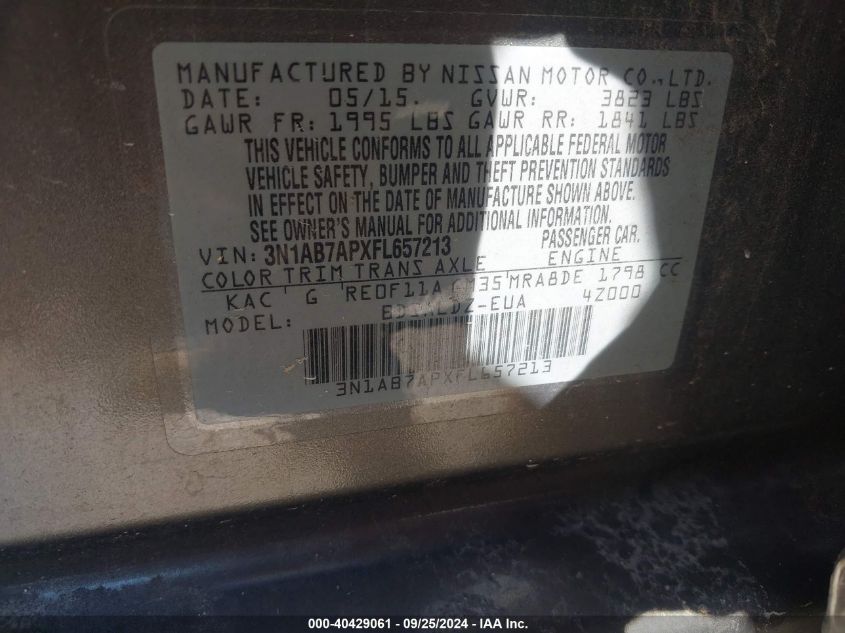 MANUFACTURED BY NISSAN MOTOR CO., LTD.
DATE: 05/15. GVWR: 3823 LBS
GAWR FR: 1995 LBS GAWR RR: 1841 LBS
THIS VEHICLE CONFORMS TO ALL APPLICABLE FEDERAL MOTOR
VEHICLE SAFETY, BUMPER AND THEFT PREVENTION STANDARDS
IN EFFECT ON THE DATE OF MANUFACTURE SHOWN ABOVE.
SEE OWNER'S MANUAL FOR ADDITIONAL INFORMATION.
VIN: 3N1AB7APXFL657213 PASSENGER CAR.
COLOR TRIM TRANS AXLE ENGINE
KAC G RE0F11A MRA8DE 1798 CC
MODEL: 4Z000
3N1AB7APXFL657213
000-40429061 - 09/25/2024 - IAA Inc.